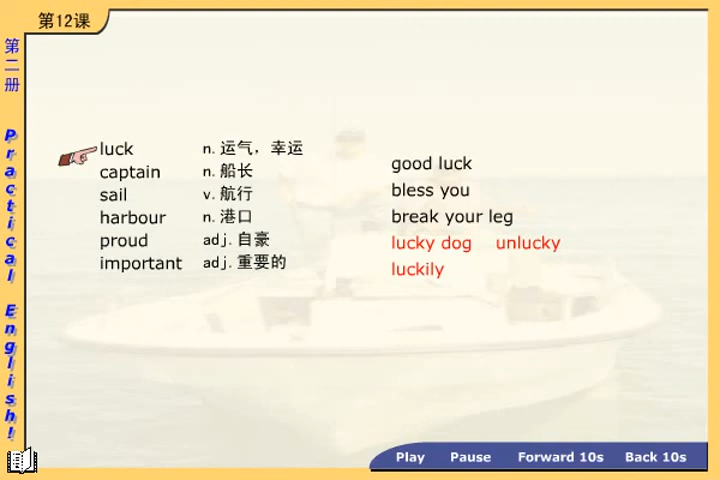 第12课
第二册
Practical English!
luck n. 运气，幸运
captain n. 船长
sail v. 航行
harbour n. 港口
proud adj. 自豪
important adj. 重要的
good luck
bless you
break your leg
lucky dog unlucky
luckily
Play Pause Forward 10s Back 10s